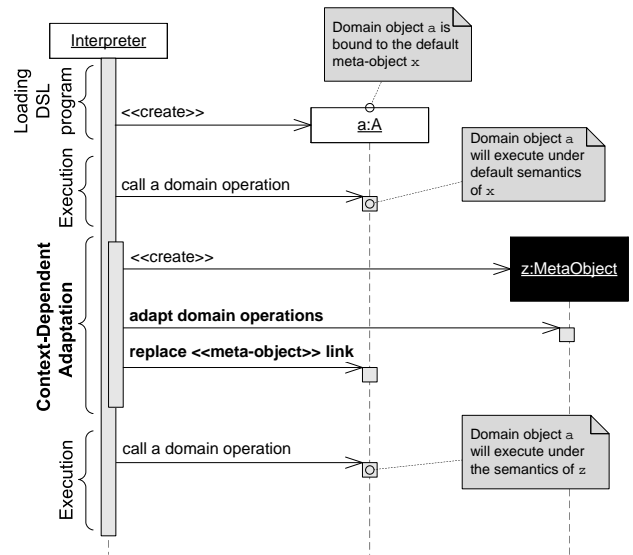 Interpreter
Domain object a is
bound to the default
meta-object x
Loading
DSL
program
<<create>>
a:A
Domain object a
will execute under
default semantics
of x
Execution
call a domain operation
Context-Dependent
Adaptation
<<create>>
z:MetaObject
adapt domain operations
replace <<meta-object>> link
Execution
call a domain operation
Domain object a
will execute under
the semantics of z